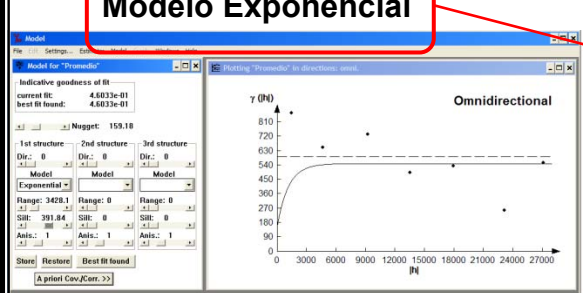 Modelo Exponencial
Model
File Edit Settings... Model Windows Help
Model for "Promedio"
Indicative goodness of fit
current fit: 4.6033e-01
best fit found: 4.6033e-01
Nugget: 159.18
1st structure 2nd structure 3rd structure
Dir.: 0 Dir.: 0 Dir.: 0
Model Model Model
Exponential
Range: 3428.1 Range: 0 Range: 0
Sill: 391.84 Sill: 0 Sill: 0
Anis.: 1 Anis.: 1 Anis.: 1
Store Restore Best fit found
A priori Cov./Corr. >>
Plotting "Promedio" in directions: omni.
γ (|h|)
Omnidirectional
810
720
630
540
450
360
270
180
90
0
0 3000 6000 9000 12000 15000 18000 21000 24000 27000
|h|